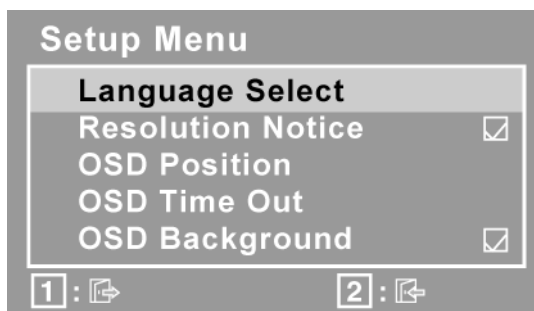 Setup Menu
Language Select
Resolution Notice
OSD Position
OSD Time Out
OSD Background
1 : 2 :